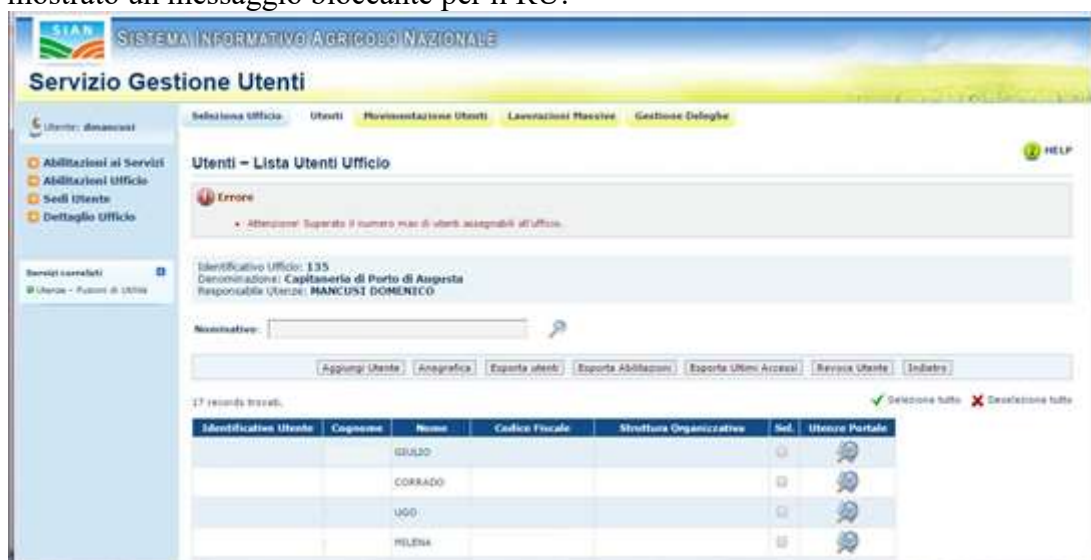 mostrato un messaggio bloccante per il RU:
SIAN SISTEMA INFORMATIVO AGRICOLO NAZIONALE
Servizio Gestione Utenti
Utente: dmancusi
Seleziona Ufficio Utenti Movimentazione Utenti Lavorazioni Massive Gestione Deleghe
HELP
Abilitazioni ai Servizi
Abilitazioni Ufficio
Sedi Utente
Dettaglio Ufficio
Utenti – Lista Utenti Ufficio
Errore
Attenzione! Superato il numero max di utenti assegnabili all'ufficio.
Servizi correlati
Utenze - Funzioni di Utilità
Identificativo Ufficio: 135
Denominazione: Capitaneria di Porto di Augusta
Responsabile Utenze: MANCUSI DOMENICO
Nominativo:
Aggiungi Utente Anagrafica Esporta utenti Esporta Abilitazioni Esporta Ultimi Accessi Revoca Utente Indietro
17 records trovati.
Selezione tutto Deselezione tutto
Identificativo Utente Cognome Nome Codice Fiscale Struttura Organizzativa Sel. Utenze Portale
GIULIO
CORRADO
UGO
MILENA